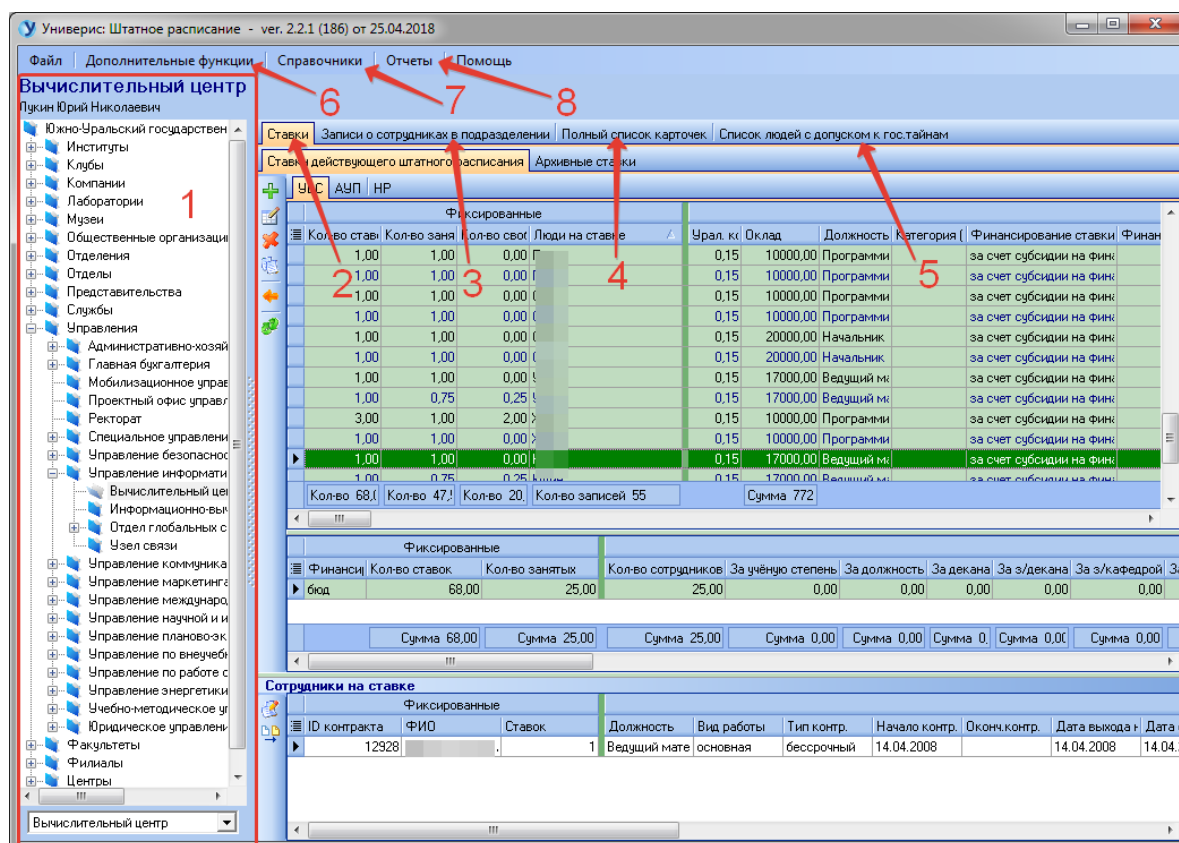 Универис: Штатное расписание - ver. 2.2.1 (186) от 25.04.2018
Файл Дополнительные функции Справочники Отчеты Помощь
Вычислительный центр
Пукин Юрий Николаевич
6 7 8
Южно-Уральский государствен
Институты
Клубы
Компании
Лаборатории
Музеи
Общественные организаци
Отделения
Отделы
Представительства
Службы
Управления
Административно-хозяй
Главная бухгалтерия
Мобилизационное управ
Проектный офис управл
Ректорат
Специальное управлени
Управление безопаснос
Управление информати
Вычислительный це
Информационно-выч
Отдел глобальных с
Узел связи
Управление коммуника
Управление маркетинга
Управление междунаро
Управление научной и и
Управление планово-эк
Управление по внеучебн
Управление по работе с
Управление энергетики
Учебно-методическое уг
Юридическое управлени
Факультеты
Филиалы
Центры
Вычислительный центр
1
Ставки Записи о сотрудниках в подразделении Полный список карточек Список людей с допуском к гос.тайнам
Ставки действующего штатного расписания Архивные ставки
УВС АУП НР
Фиксированные
Кол-во став Кол-во заня Кол-во своб Люди на ставке Урал. к Оклад Должность Категория ( Финансирование ставки Финан
1,00 1,00 0,00 0,15 10000,00 Программи за счет субсидии на фина
1,00 1,00 0,00 0,15 10000,00 Программи за счет субсидии на фина
1,00 1,00 0,00 0,15 10000,00 Программи за счет субсидии на фина
1,00 1,00 0,00 0,15 10000,00 Программи за счет субсидии на фина
1,00 1,00 0,00 0,15 20000,00 Начальник за счет субсидии на фина
1,00 1,00 0,00 0,15 20000,00 Начальник за счет субсидии на фина
1,00 1,00 0,00 0,15 17000,00 Ведущий ма за счет субсидии на фина
1,00 0,75 0,25 0,15 17000,00 Ведущий ма за счет субсидии на фина
3,00 1,00 2,00 0,15 10000,00 Программи за счет субсидии на фина
1,00 1,00 0,00 0,15 10000,00 Программи за счет субсидии на фина
1,00 1,00 0,00 0,15 17000,00 Ведущий ма за счет субсидии на фина
1,00 0,75 0,25 0,15 17000,00 Ведущий ма за счет субсидии на фина
2 3 4 5
Кол-во 68,0 Кол-во 47, Кол-во 20, Кол-во записей 55 Сумма 772
Фиксированные
Финанси Кол-во ставок Кол-во занятых Кол-во сотрудников За учёную степень За должность За декана За з/декана За з/кафедрой
бюд 68,00 25,00 25,00 0,00 0,00 0,00 0,00 0,00
Сумма 68,00 Сумма 25,00 Сумма 25,00 Сумма 0,00 Сумма 0,00 Сумма 0, Сумма 0,00 Сумма 0,00
Сотрудники на ставке
Фиксированные
ID контракта ФИО Ставок Должность Вид работы Тип контр. Начало контр. Оконч.контр. Дата выхода н Дата
12928 1 Ведущий мате основная бессрочный 14.04.2008 14.04.2008 14.04.